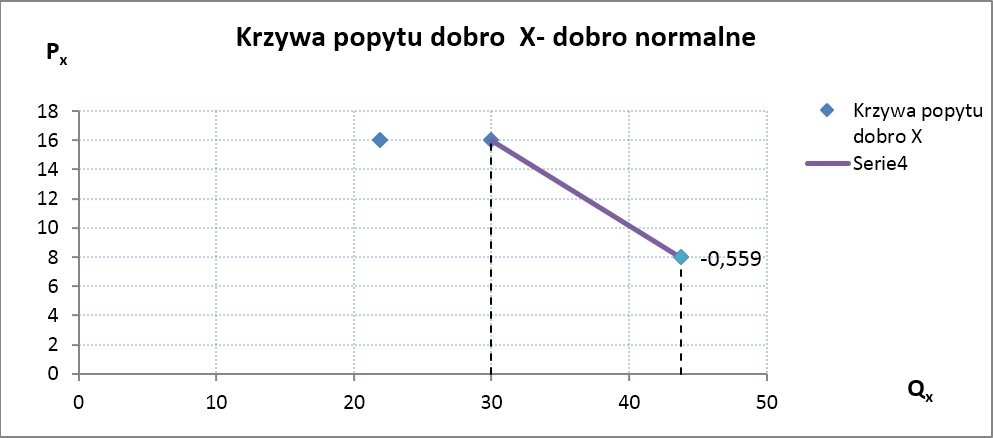 Krzywa popytu dobro  X- dobro normalne
Px
18
16
14
12
10
8
6
4
2
0
0 10 20 30 40 50
Qx
-0,559
Krzywa popytu
dobro X
Serie4